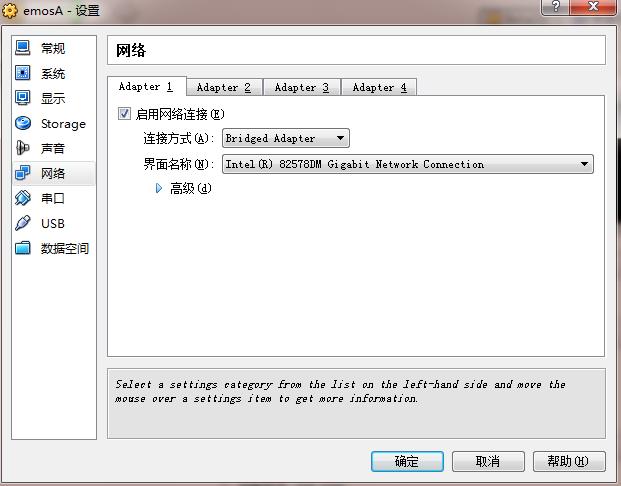 emosA - 设置
常规
系统
显示
Storage
声音
网络
串口
USB
数据空间
网络
Adapter 1 Adapter 2 Adapter 3 Adapter 4
启用网络连接(E)
连接方式(A): Bridged Adapter
界面名称(N): Intel(R) 82578DM Gigabit Network Connection
高级(d)
Select a settings category from the list on the left-hand side and move the
mouse over a settings item to get more information.
确定 取消 帮助(H)